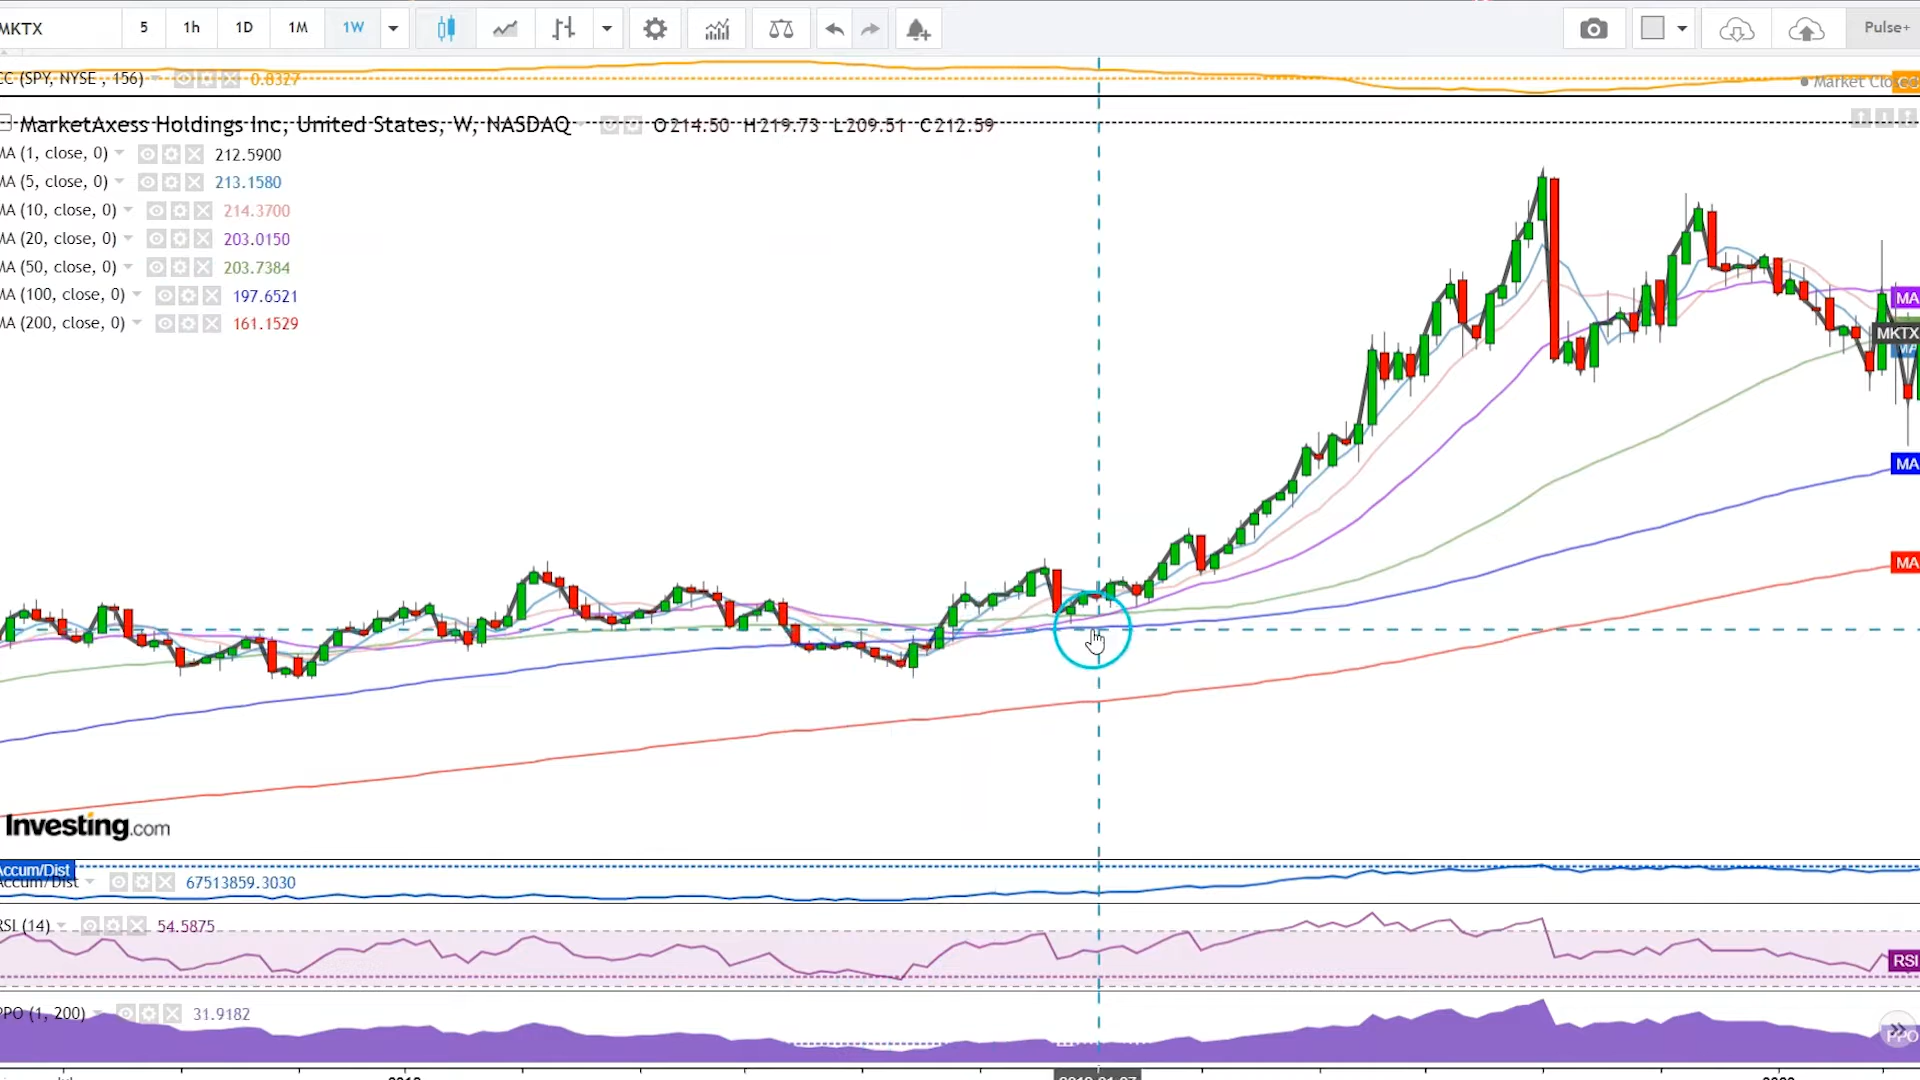 MKTX 5 1h 1D 1M 1W Pulse+
CC (SPY, NYSE , 156) 0.8327
MarketAxess Holdings Inc, United States, W, NASDAQ O214.50 H219.73 L209.51 C212.59
MA (1, close, 0) 212.5900
MA (5, close, 0) 213.1580
MA (10, close, 0) 214.3700
MA (20, close, 0) 203.0150
MA (50, close, 0) 203.7384
MA (100, close, 0) 197.6521
MA (200, close, 0) 161.1529
MA
MKTX
MA
MA
MA
Investing.com
Accum/Dist
Accum/Dist 67513859.3030
RSI (14) 54.5875
RSI
PPO (1, 200) 31.9182
PPO